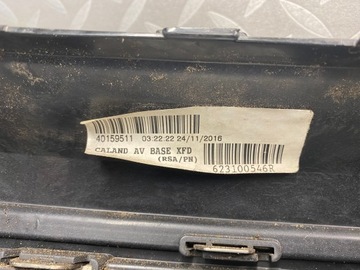 40159511 03.22.22 24/11/2016
CALAND AV BASE XFD
(RSA/PH)
623100546R